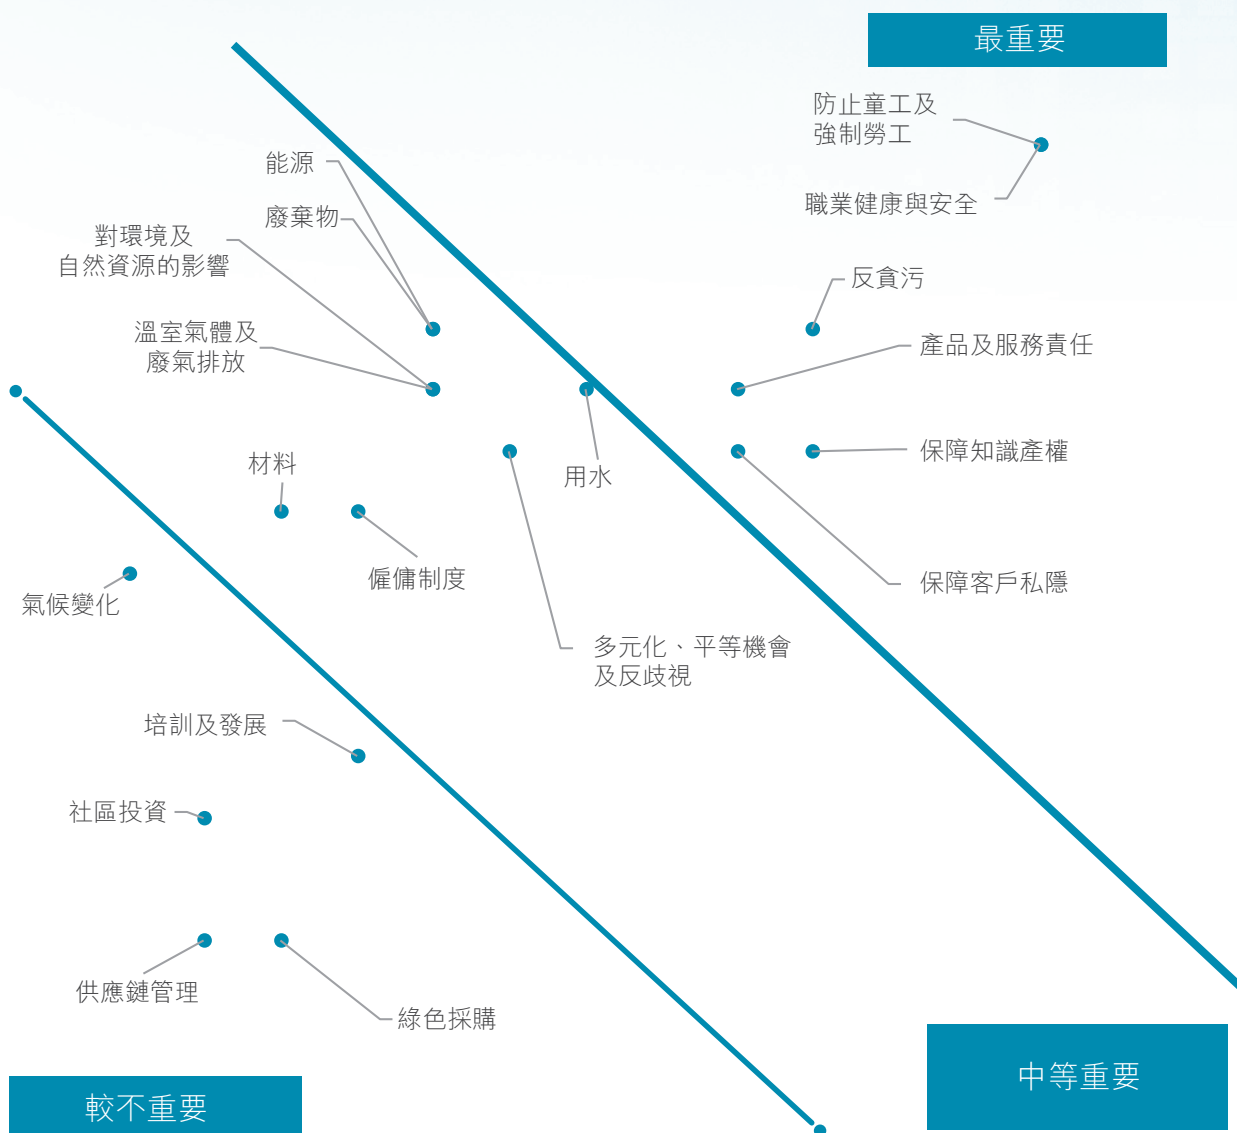 最重要
防止童工及
強制勞工
能源
職業健康與安全
廢棄物
對環境及
自然資源的影響
反貪污
溫室氣體及
廢氣排放
產品及服務責任
保障知識產權
材料
用水
僱傭制度
保障客戶私隱
氣候變化
多元化、平等機會
及反歧視
培訓及發展
社區投資
供應鏈管理
綠色採購
中等重要
較不重要